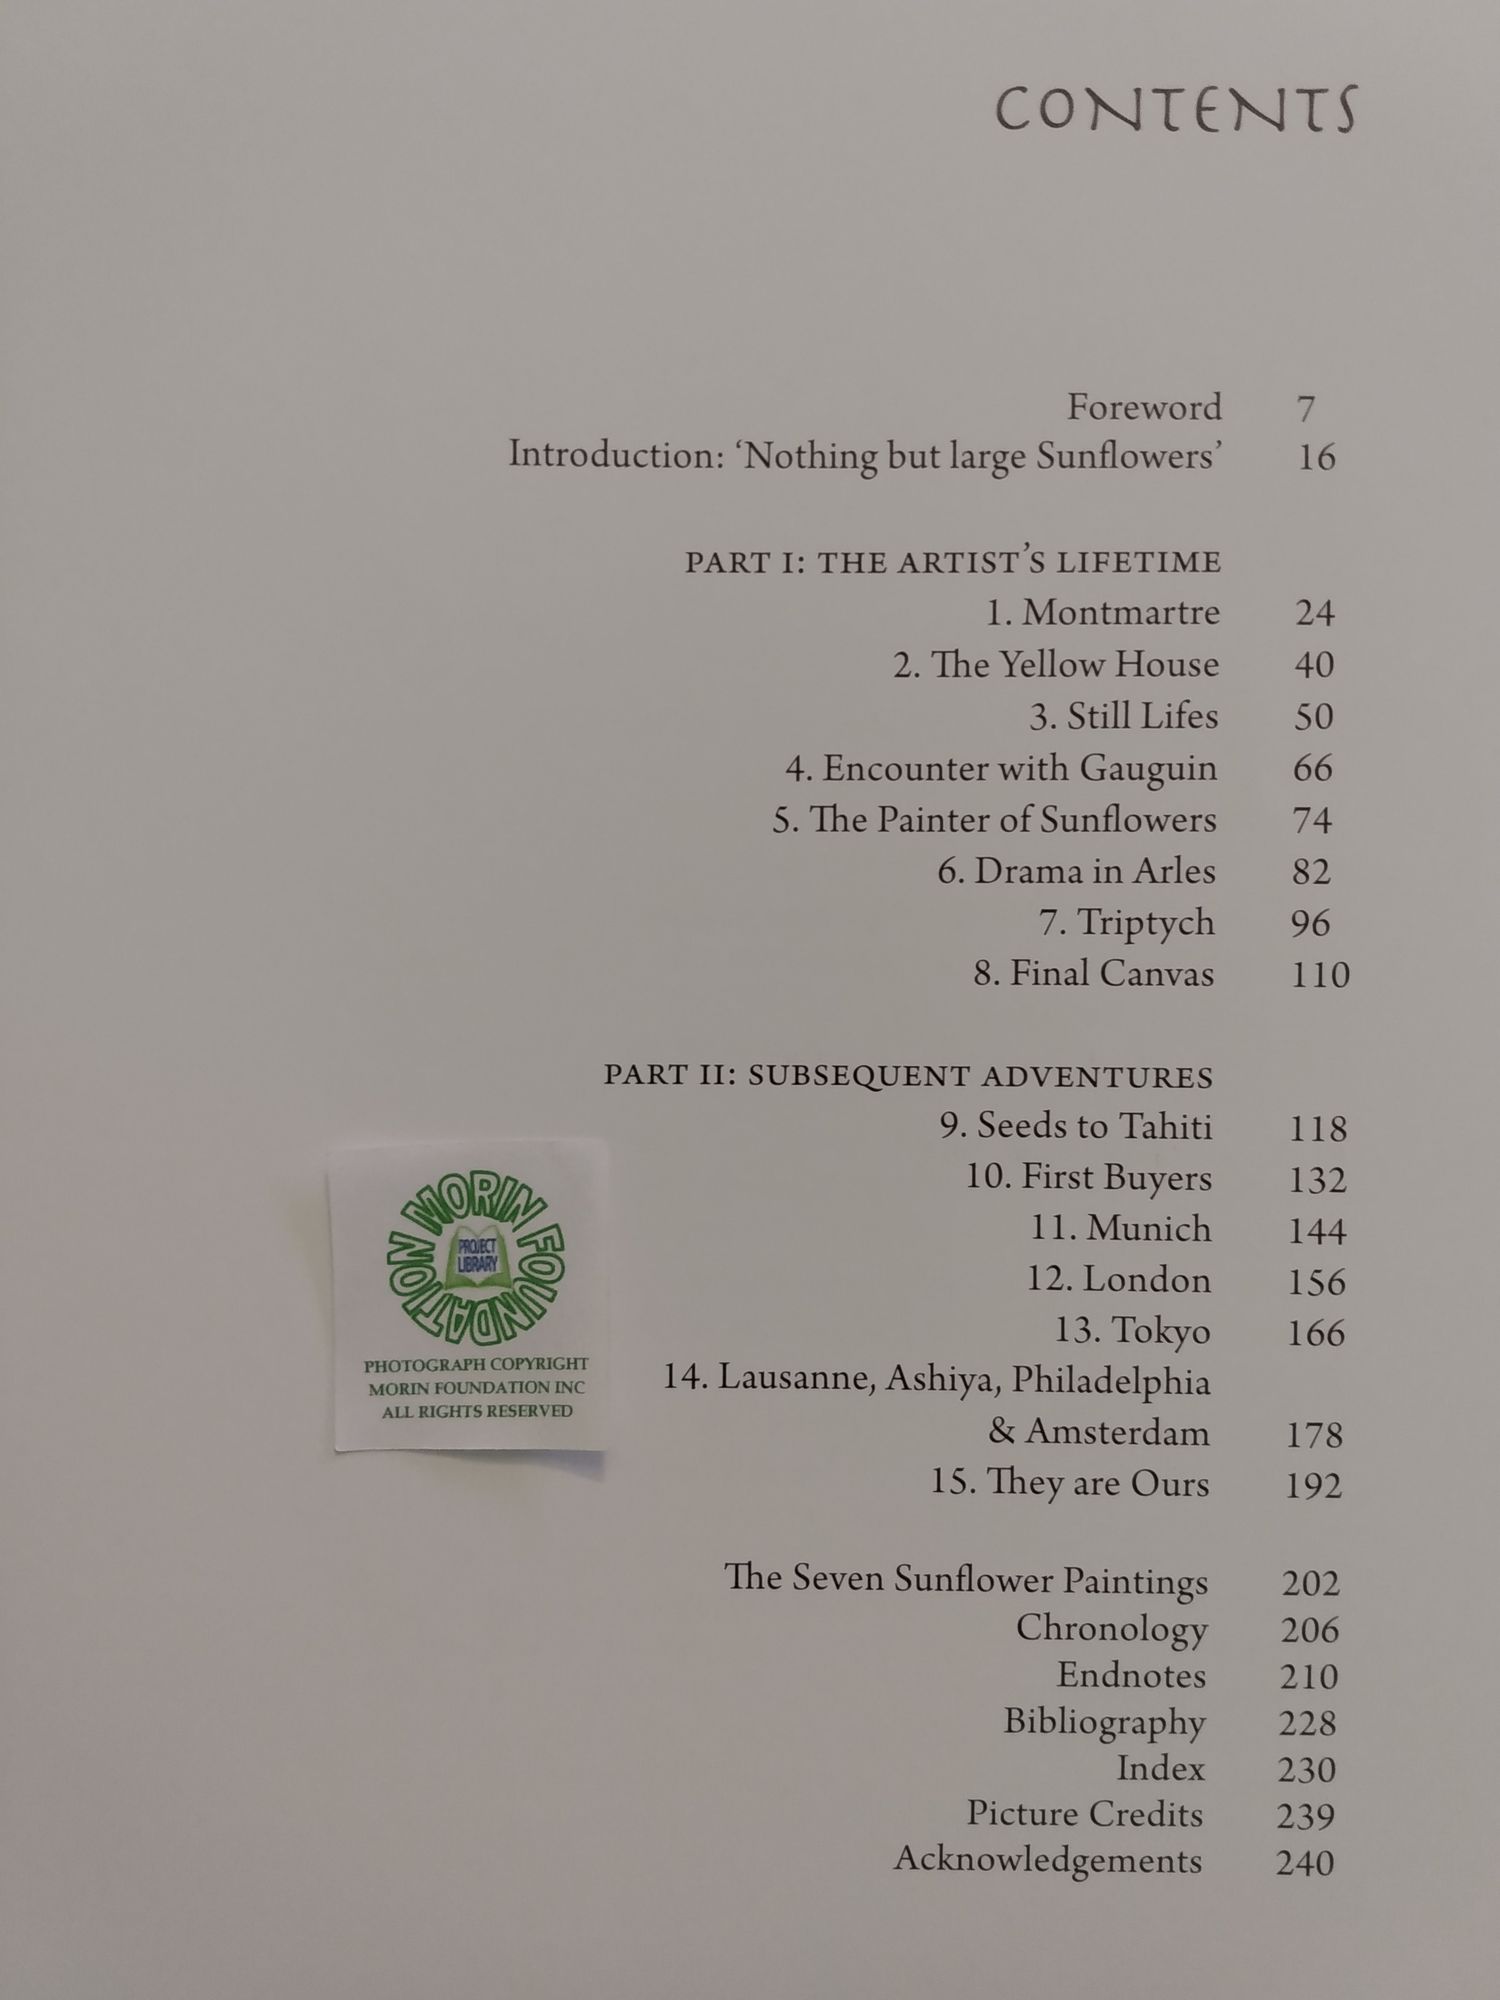 CONTENTS
Foreword 7
Introduction: ‘Nothing but large Sunflowers’ 16
PART I: THE ARTIST’S LIFETIME
1. Montmartre 24
2. The Yellow House 40
3. Still Lifes 50
4. Encounter with Gauguin 66
5. The Painter of Sunflowers 74
6. Drama in Arles 82
7. Triptych 96
8. Final Canvas 110
PART II: SUBSEQUENT ADVENTURES
9. Seeds to Tahiti 118
10. First Buyers 132
11. Munich 144
12. London 156
13. Tokyo 166
14. Lausanne, Ashiya, Philadelphia
& Amsterdam 178
15. They are Ours 192
The Seven Sunflower Paintings 202
Chronology 206
Endnotes 210
Bibliography 228
Index 230
Picture Credits 239
Acknowledgements 240
MORIN FOUNDATION
PROJECT
LIBRARY
PHOTOGRAPH COPYRIGHT
MORIN FOUNDATION INC
ALL RIGHTS RESERVED